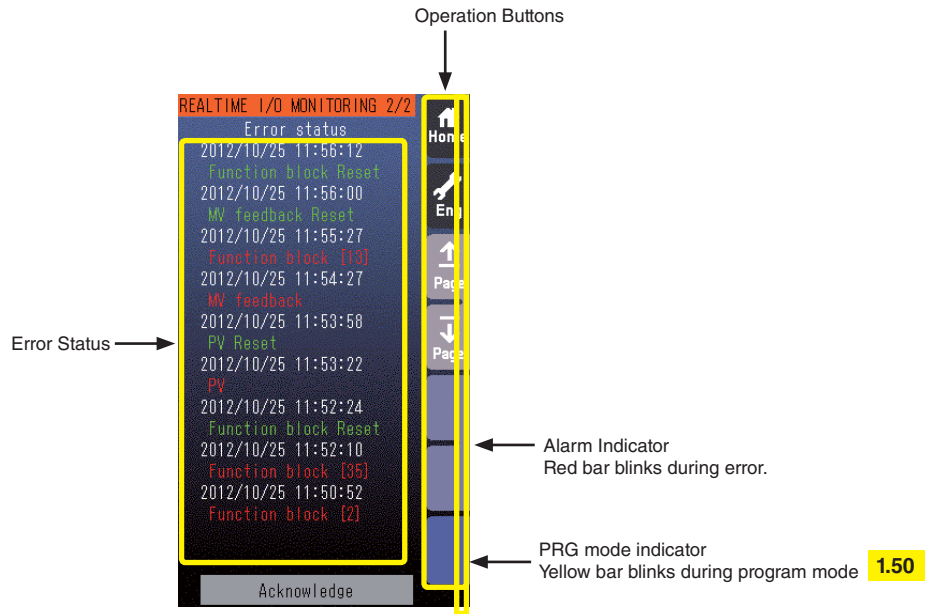 Operation Buttons
REALTIME I/O MONITORING 2/2
Error status
2012/10/25 11:56:12
Function block Reset
2012/10/25 11:56:00
MV feedback Reset
2012/10/25 11:55:27
Function block [13]
2012/10/25 11:54:27
MV feedback
2012/10/25 11:53:58
PV Reset
2012/10/25 11:53:22
PV
2012/10/25 11:52:24
Function block Reset
2012/10/25 11:52:10
Function block [35]
2012/10/25 11:50:52
Function block [2]
Acknowledge
Home
Eng
Page
Page
Error Status
Alarm Indicator
Red bar blinks during error.
PRG mode indicator
Yellow bar blinks during program mode 1.50